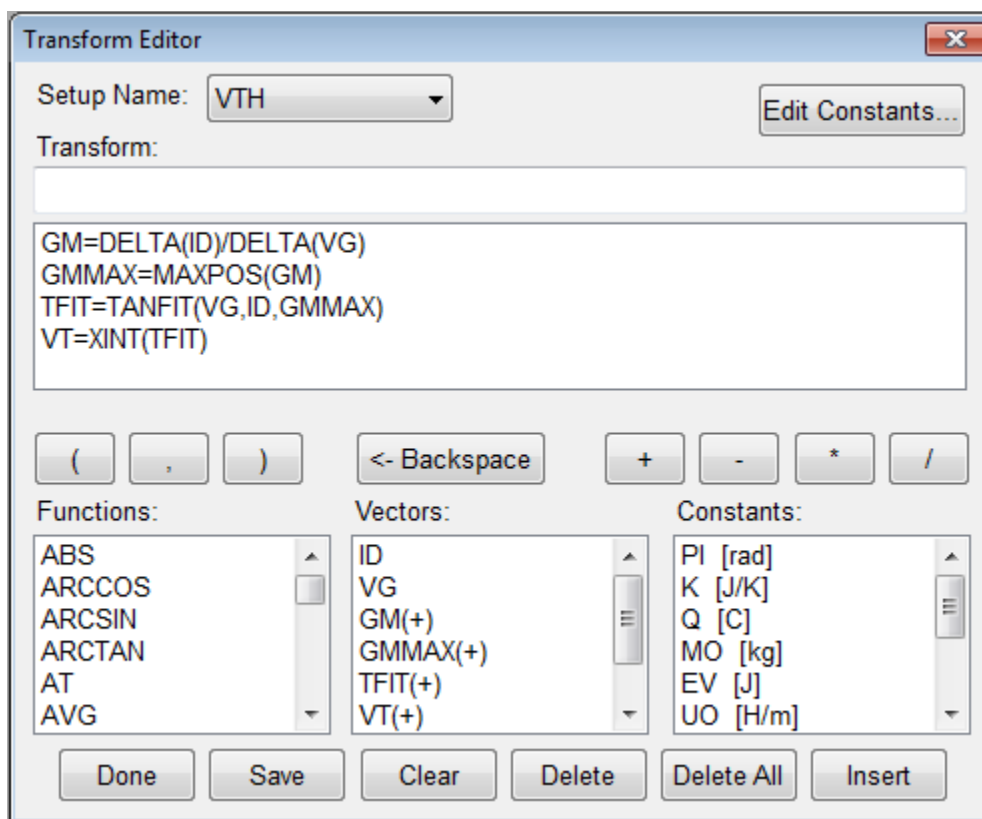 Transform Editor
Setup Name: VTH
Edit Constants...
Transform:
GM=DELTA(ID)/DELTA(VG)
GMMAX=MAXPOS(GM)
TFIT=TANFIT(VG,ID,GMMAX)
VT=XINT(TFIT)
( , ) <- Backspace + - * /
Functions: Vectors: Constants:
ABS ID PI [rad]
ARCCOS VG K [J/K]
ARCSIN GM(+) Q [C]
ARCTAN GMMAX(+) MO [kg]
AT TFIT(+) EV [J]
AVG VT(+) UO [H/m]
Done Save Clear Delete Delete All Insert